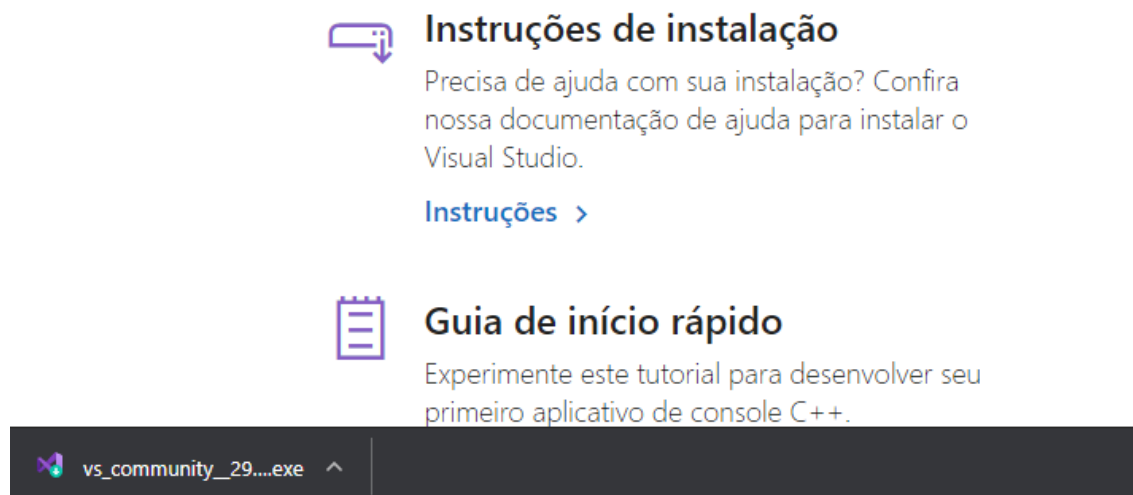 Instruções de instalação
Precisa de ajuda com sua instalação? Confira
nossa documentação de ajuda para instalar o
Visual Studio.
Instruções >
Guia de início rápido
Experimente este tutorial para desenvolver seu
primeiro aplicativo de console C++.
vs_community__29....exe